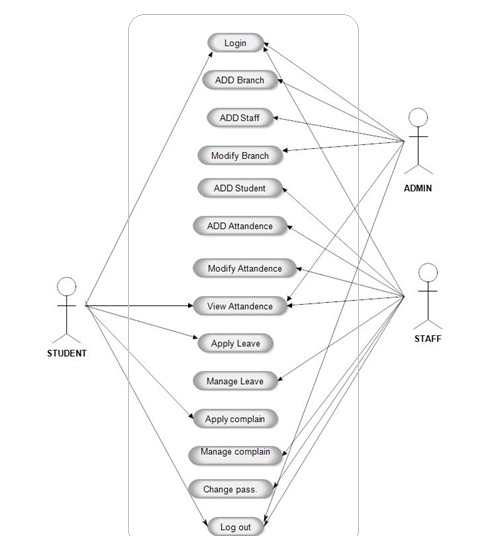 Login
ADD Branch
ADD Staff
Modify Branch
ADD Student
ADD Attandence
Modify Attandence
View Attandence
Apply Leave
Manage Leave
Apply complain
Manage complain
Change pass.
Log out
ADMIN
STAFF
STUDENT